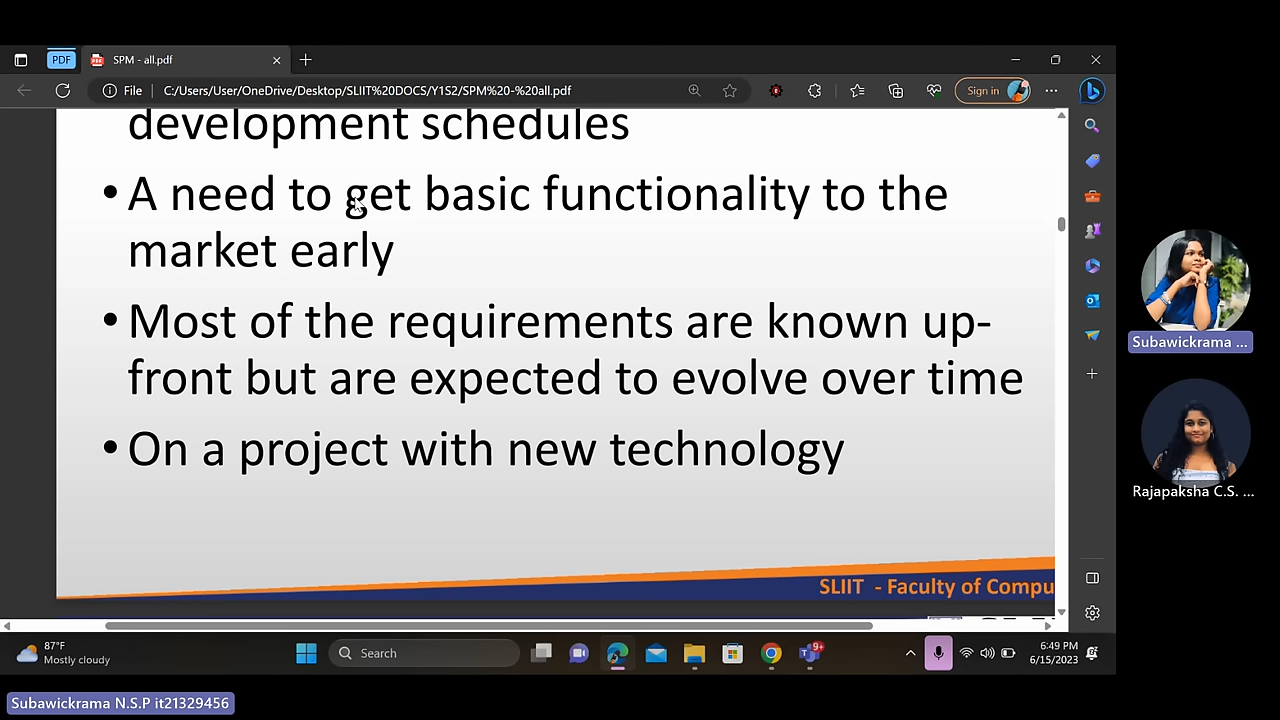 PDF
SPM - all.pdf
File
C:/Users/User/OneDrive/Desktop/SLIIT%20DOCS/Y1S2/SPM%20-%20all.pdf
Sign in
development schedules
• A need to get basic functionality to the
market early
• Most of the requirements are known up-
front but are expected to evolve over time
• On a project with new technology
SLIIT - Faculty of Compu
Subawickrama ...
Rajapaksha C.S. ...
87°F
Mostly cloudy
Search
9+
6:49 PM
6/15/2023
Subawickrama N.S.P it21329456